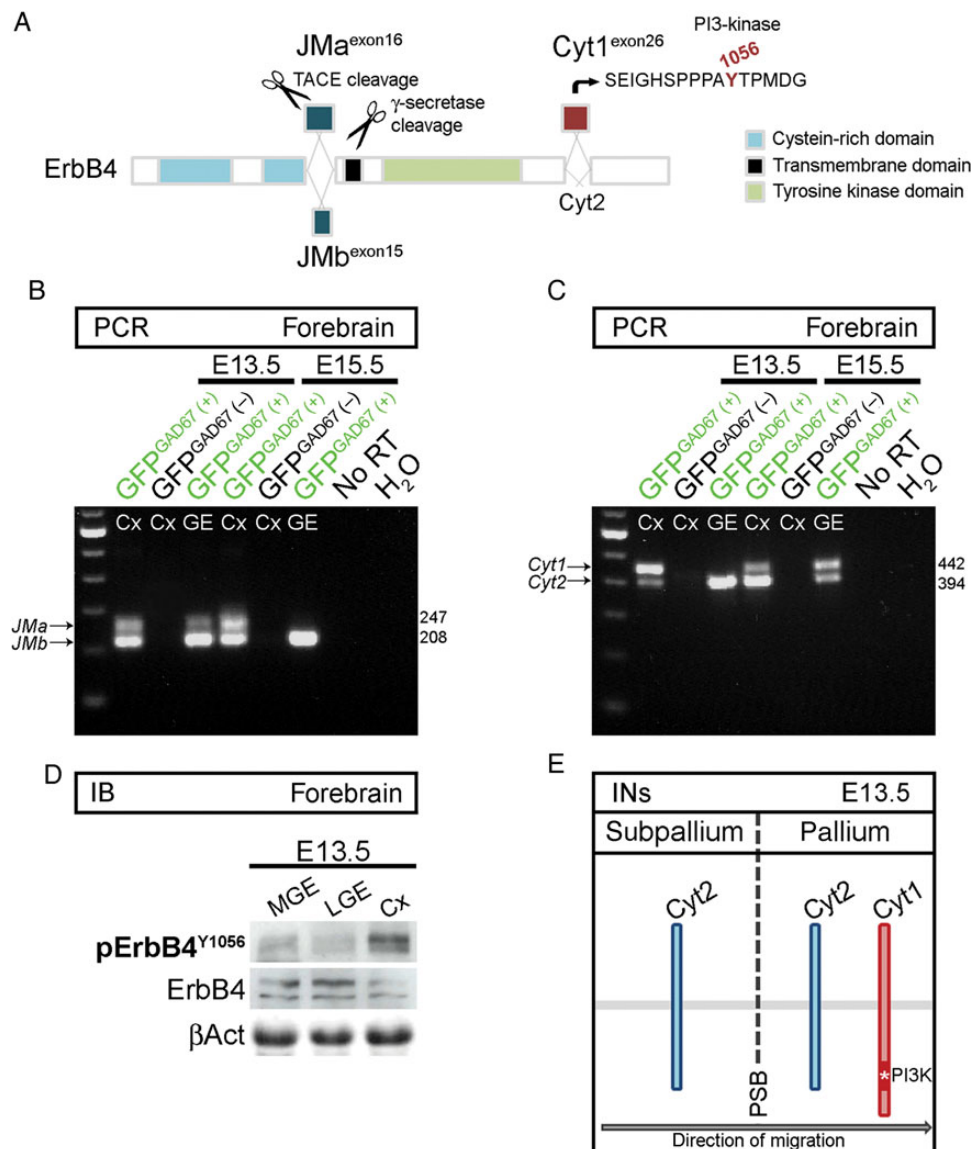 A
JMa^exon16
TACE cleavage
γ-secretase
cleavage
ErbB4
JMb^exon15
Cyt1^exon26
PI3-kinase
1056
SEIGHSPPPAYTPMDG
Cyt2
Cystein-rich domain
Transmembrane domain
Tyrosine kinase domain
B
PCR Forebrain
E13.5 E15.5
GFP^GAD67 (+) GFP^GAD67 (−) GFP^GAD67 (+) GFP^GAD67 (+) GFP^GAD67 (−) GFP^GAD67 (+) No RT H₂O
Cx Cx GE Cx Cx GE
JMa 247
JMb 208
C
PCR Forebrain
E13.5 E15.5
GFP^GAD67 (+) GFP^GAD67 (−) GFP^GAD67 (+) GFP^GAD67 (+) GFP^GAD67 (−) GFP^GAD67 (+) No RT H₂O
Cx Cx GE Cx Cx GE
Cyt1 442
Cyt2 394
D
IB Forebrain
E13.5
MGE LGE Cx
pErbB4^Y1056
ErbB4
βAct
E
INs E13.5
Subpallium Pallium
Cyt2 Cyt2 Cyt1
*PI3K
PSB
Direction of migration